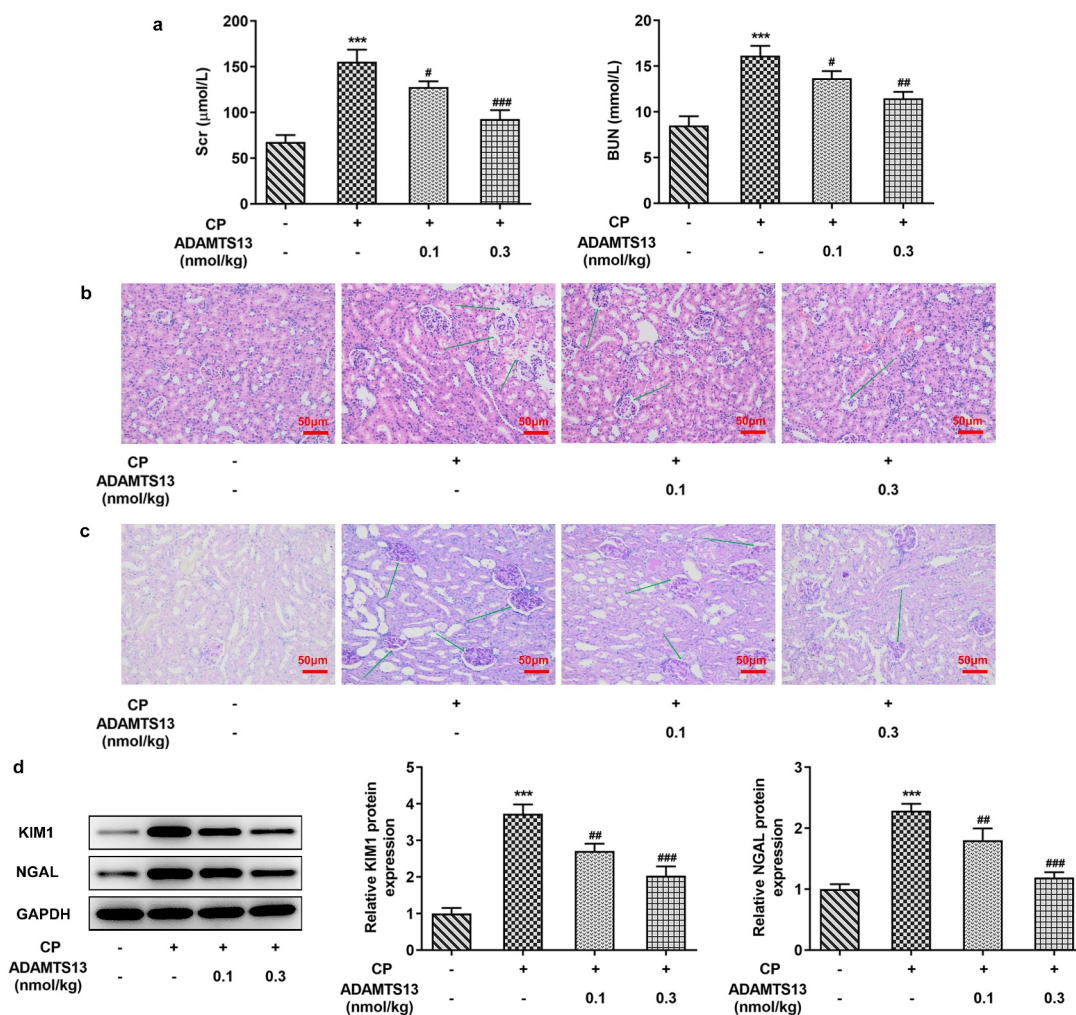 a
Scr (μmol/L)
200
150
100
50
0
***
#
###
CP - + + +
ADAMTS13
(nmol/kg) - - 0.1 0.3
BUN (mmol/L)
20
15
10
5
0
***
#
##
CP - + + +
ADAMTS13
(nmol/kg) - - 0.1 0.3
b
50μm 50μm 50μm 50μm
CP - + + +
ADAMTS13
(nmol/kg) - - 0.1 0.3
c
50μm 50μm 50μm 50μm
CP - + + +
ADAMTS13
(nmol/kg) - - 0.1 0.3
d
KIM1
NGAL
GAPDH
CP - + + +
ADAMTS13
(nmol/kg) - - 0.1 0.3
Relative KIM1 protein
expression
5
4
3
2
1
0
***
##
###
CP - + + +
ADAMTS13
(nmol/kg) - - 0.1 0.3
Relative NGAL protein
expression
3
2
1
0
***
##
###
CP - + + +
ADAMTS13
(nmol/kg) - - 0.1 0.3